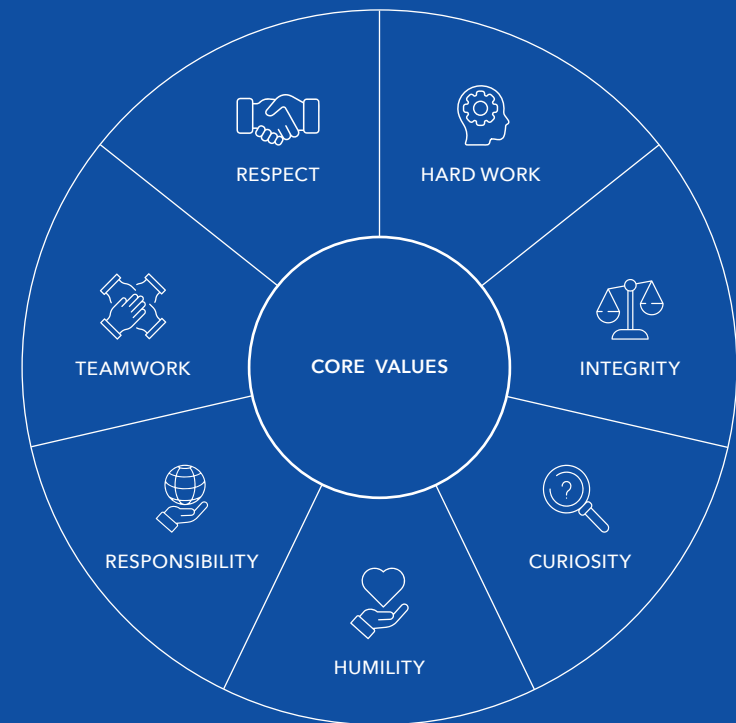 RESPECT
HARD WORK
TEAMWORK
CORE VALUES
INTEGRITY
?
RESPONSIBILITY
CURIOSITY
HUMILITY